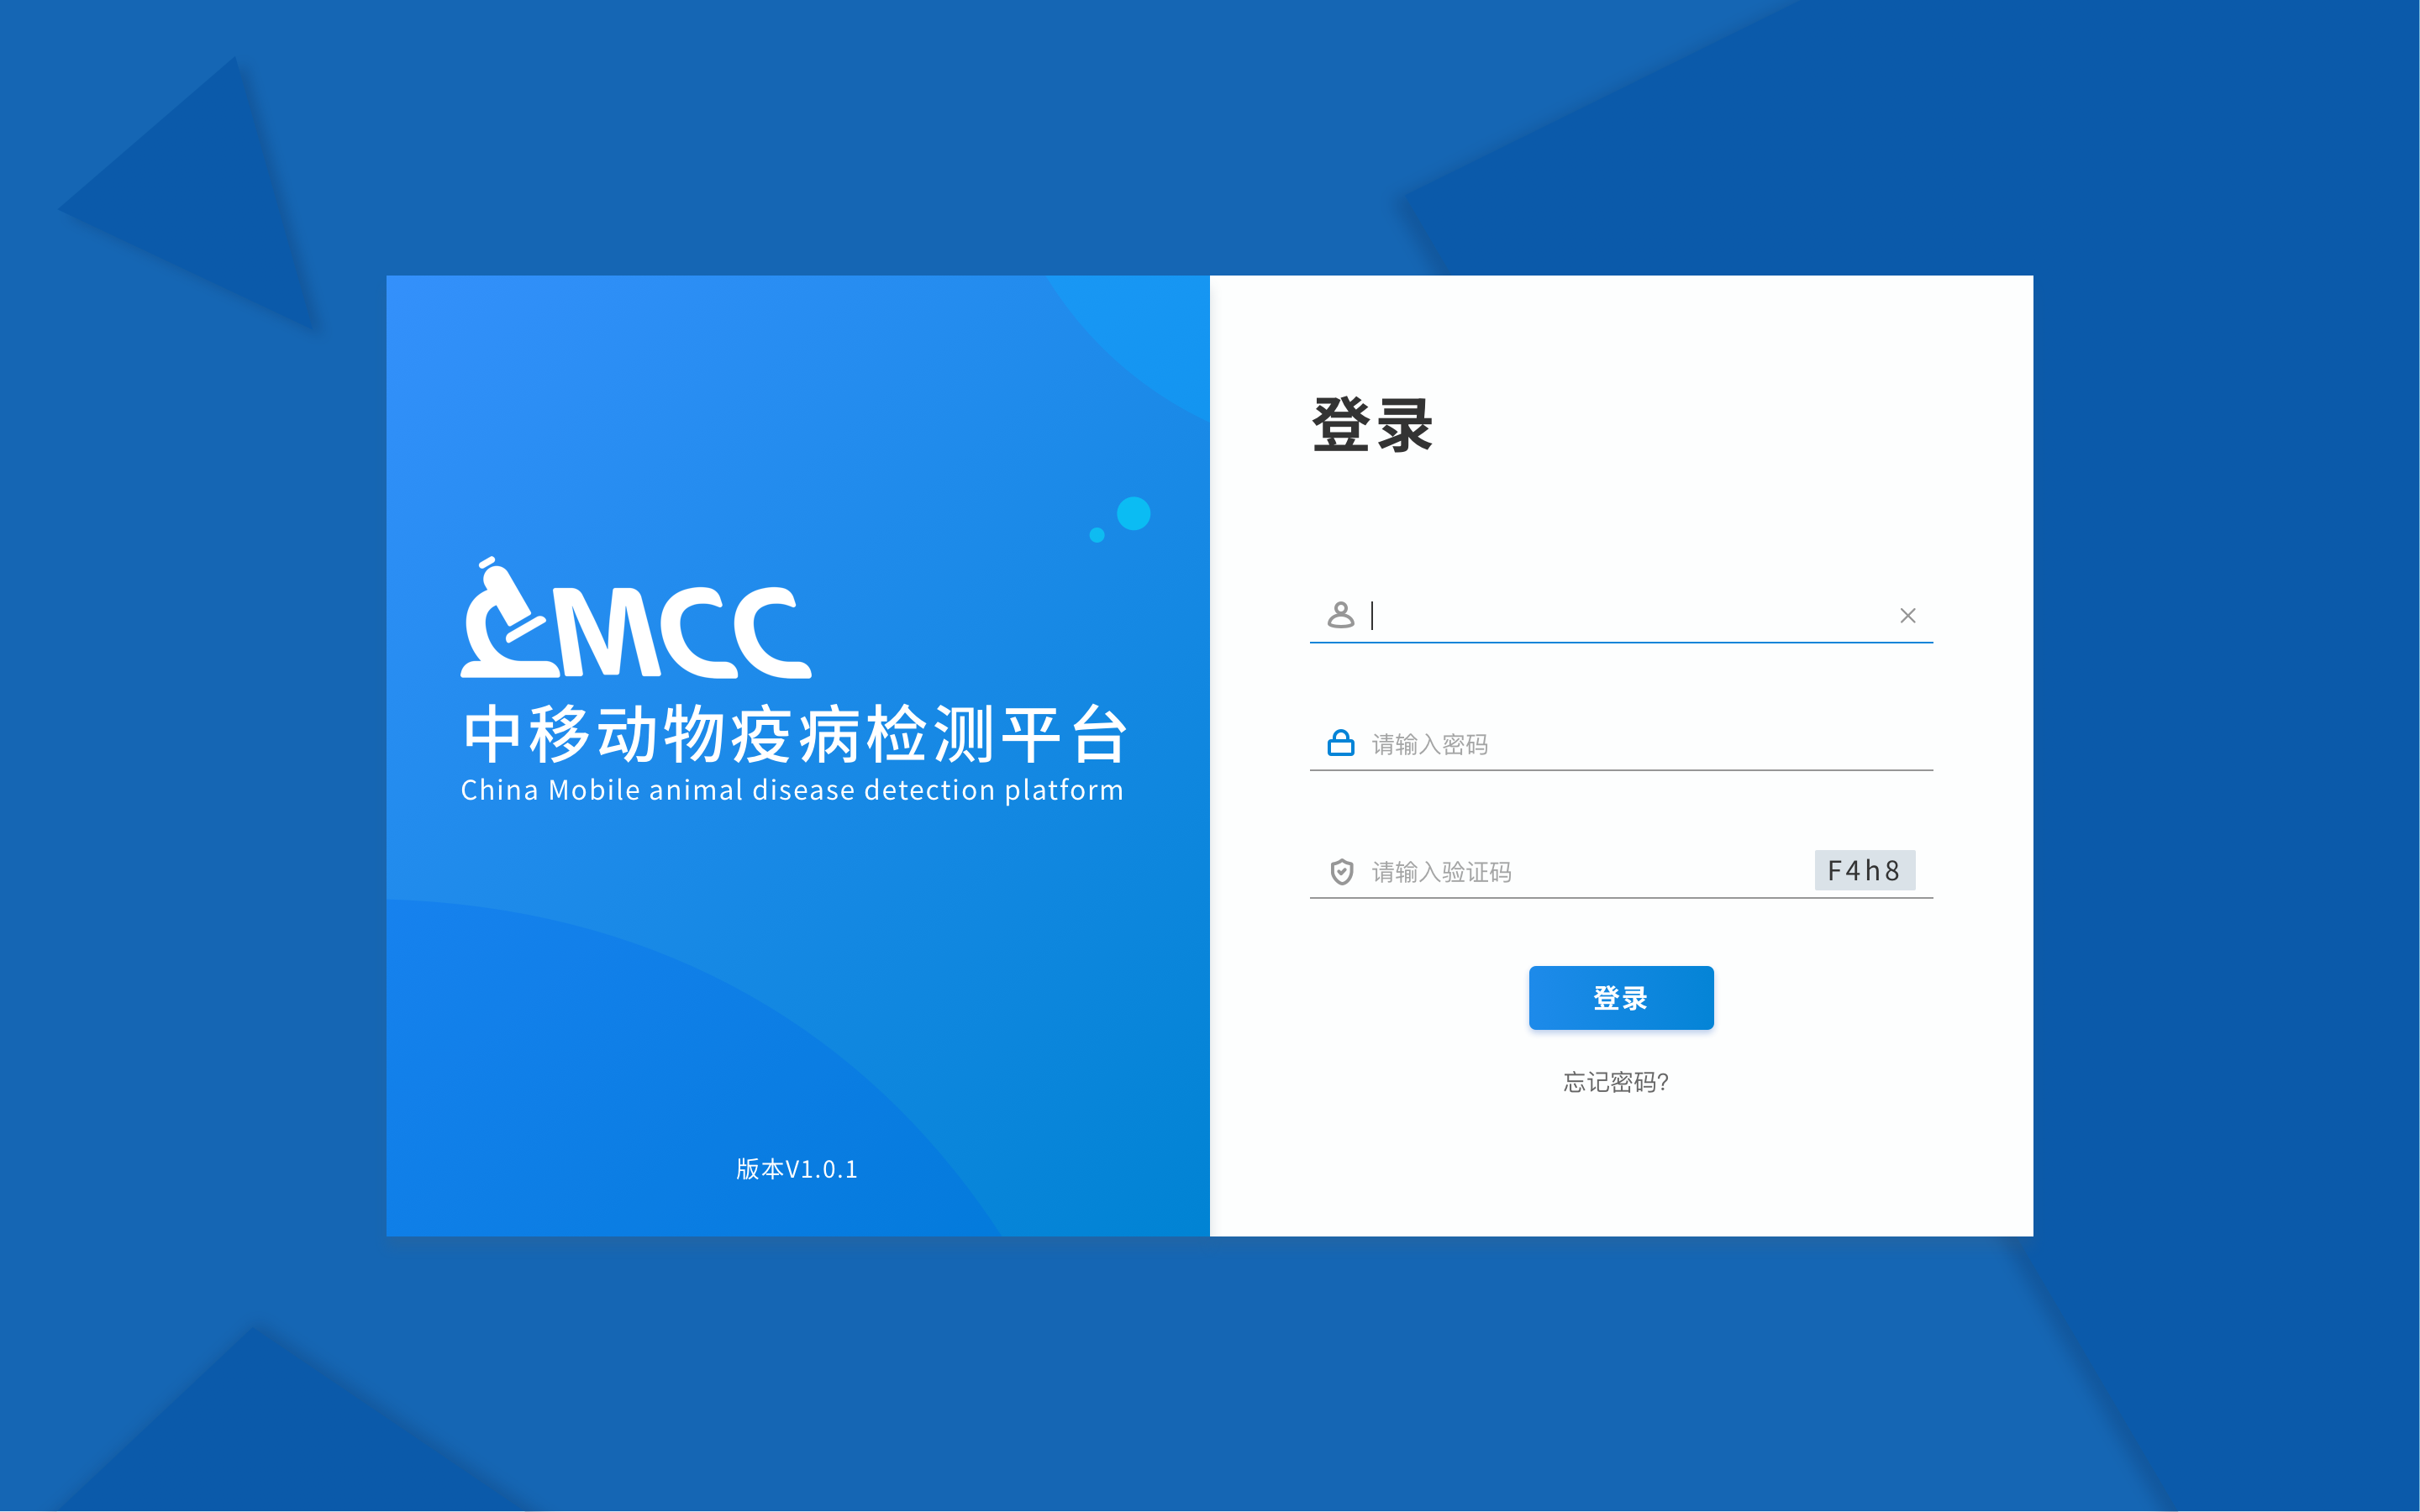 MCC
中移动物疫病检测平台
China Mobile animal disease detection platform
版本V1.0.1
登录
请输入密码
请输入验证码
F4h8
登录
忘记密码?